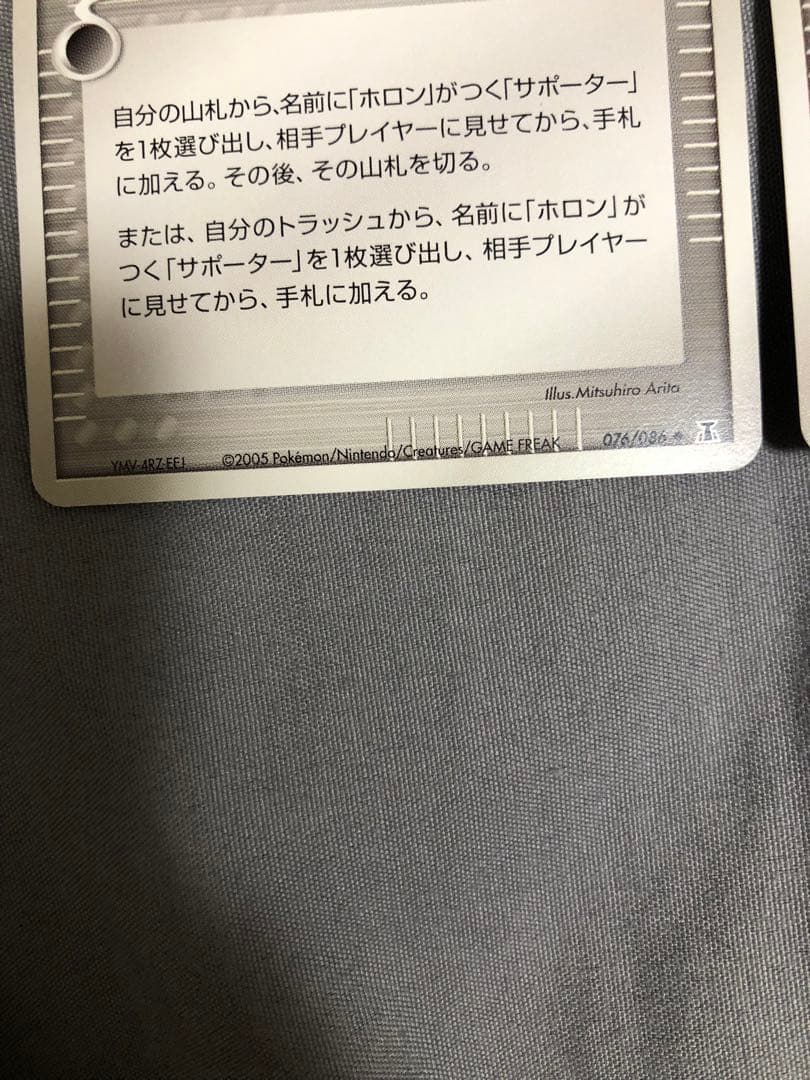 自分の山札から、名前に「ホロン」がつく「サポーター」
を1枚選び出し、相手プレイヤーに見せてから、手札
に加える。その後、その山札を切る。
または、自分のトラッシュから、名前に「ホロン」が
つく「サポーター」を1枚選び出し、相手プレイヤー
に見せてから、手札に加える。
Illus.Mitsuhiro Arita
YMV-4RZ-EEJ ©2005 Pokémon/Nintendo/Creatures/GAME FREAK 076/086 ★